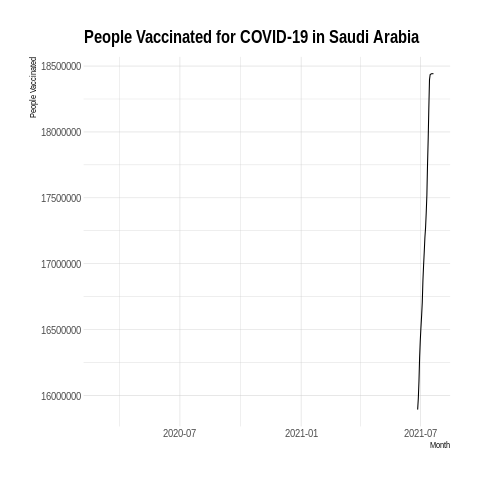 People Vaccinated for COVID-19 in Saudi Arabia
People Vaccinated
18500000
18000000
17500000
17000000
16500000
16000000
2020-07 2021-01 2021-07
Month